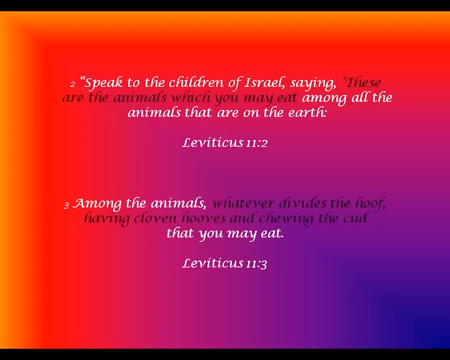 2 “Speak to the children of Israel, saying, ‘These
are the animals which you may eat among all the
animals that are on the earth:
Leviticus 11:2
3 Among the animals, whatever divides the hoof,
having cloven hooves and chewing the cud
that you may eat.
Leviticus 11:3